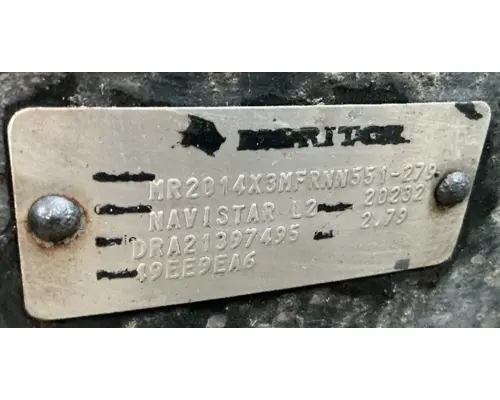 MERITOR
MR2014X3MFRNN551-279
NAVISTAR L2 20232
DRA21397495 2.79
49EE9EA6